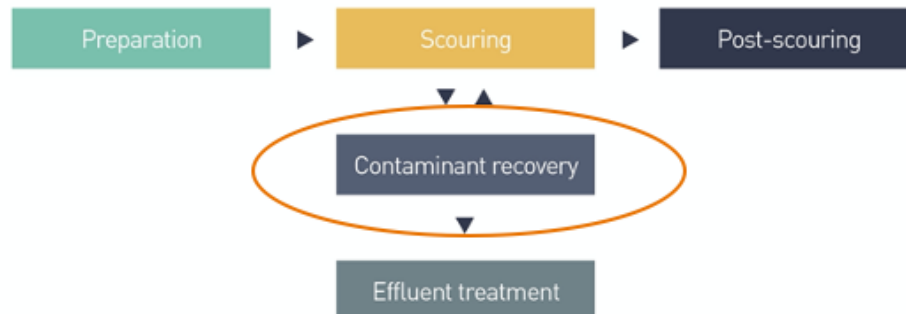 Preparation
Scouring
Post-scouring
Contaminant recovery
Effluent treatment